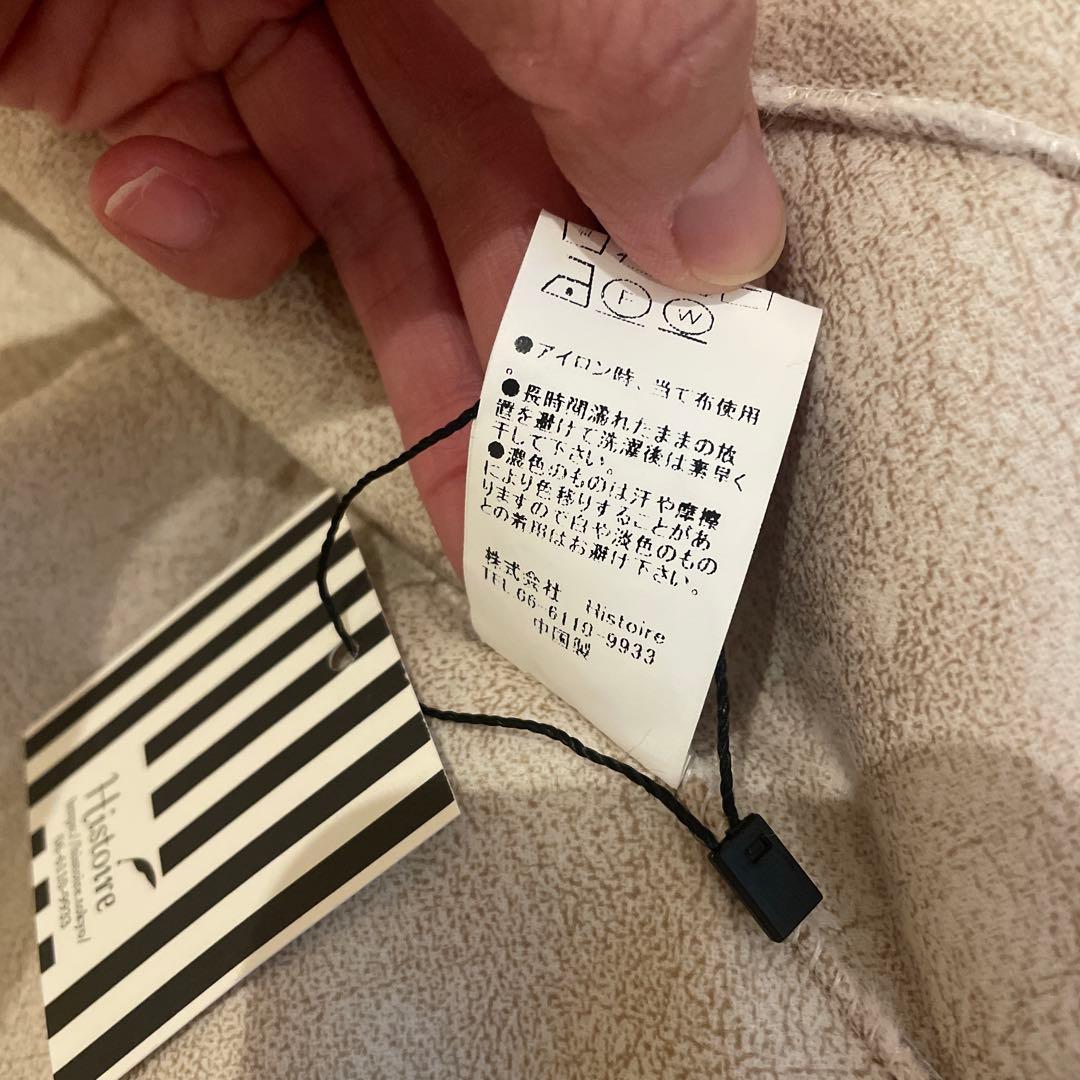 F W
●アイロン時、当て布使用
。
●長時間濡れたままの放
置を避けて洗濯後は素早く
干して下さい。
●濃色のものは汗や摩擦
により色移りすることがあ
りますので白や淡色のもの
との着用はお避け下さい。
株式会社 Histoire
TEL 06-6110-9933
中国製
Histoire
06-6110-9933